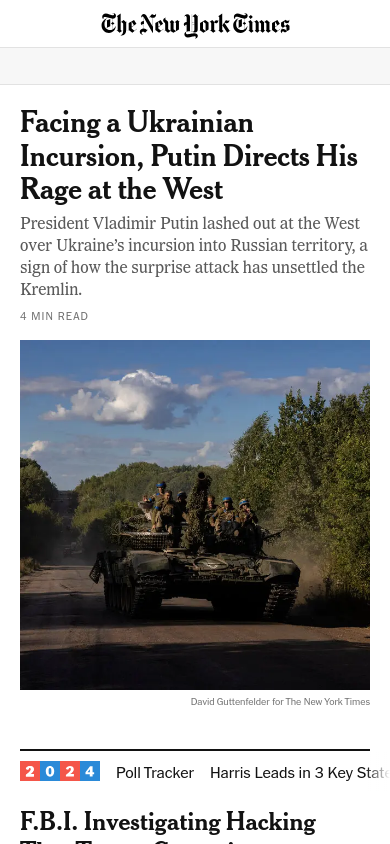 The New York Times
Facing a Ukrainian
Incursion, Putin Directs His
Rage at the West
President Vladimir Putin lashed out at the West
over Ukraine’s incursion into Russian territory, a
sign of how the surprise attack has unsettled the
Kremlin.
4 MIN READ
David Guttenfelder for The New York Times
2024 Poll Tracker Harris Leads in 3 Key State
F.B.I. Investigating Hacking